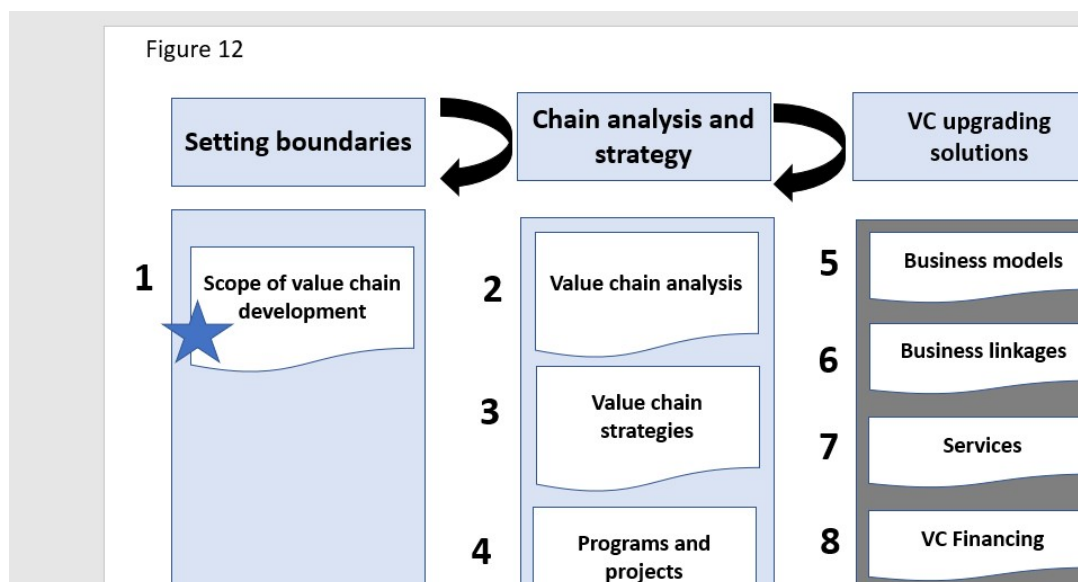 Figure 12
Setting boundaries
Chain analysis and
strategy
VC upgrading
solutions
1
Scope of value chain
development
2
Value chain analysis
3
Value chain
strategies
4
Programs and
projects
5
Business models
6
Business linkages
7
Services
8
VC Financing